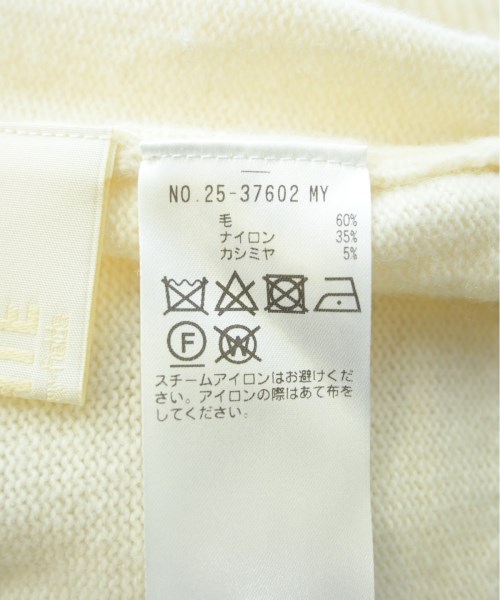 NO.25-37602 MY
毛 60%
ナイロン 35%
カシミヤ 5%
F W
スチームアイロンはお避けくだ
さい。アイロンの際はあて布を
してください。